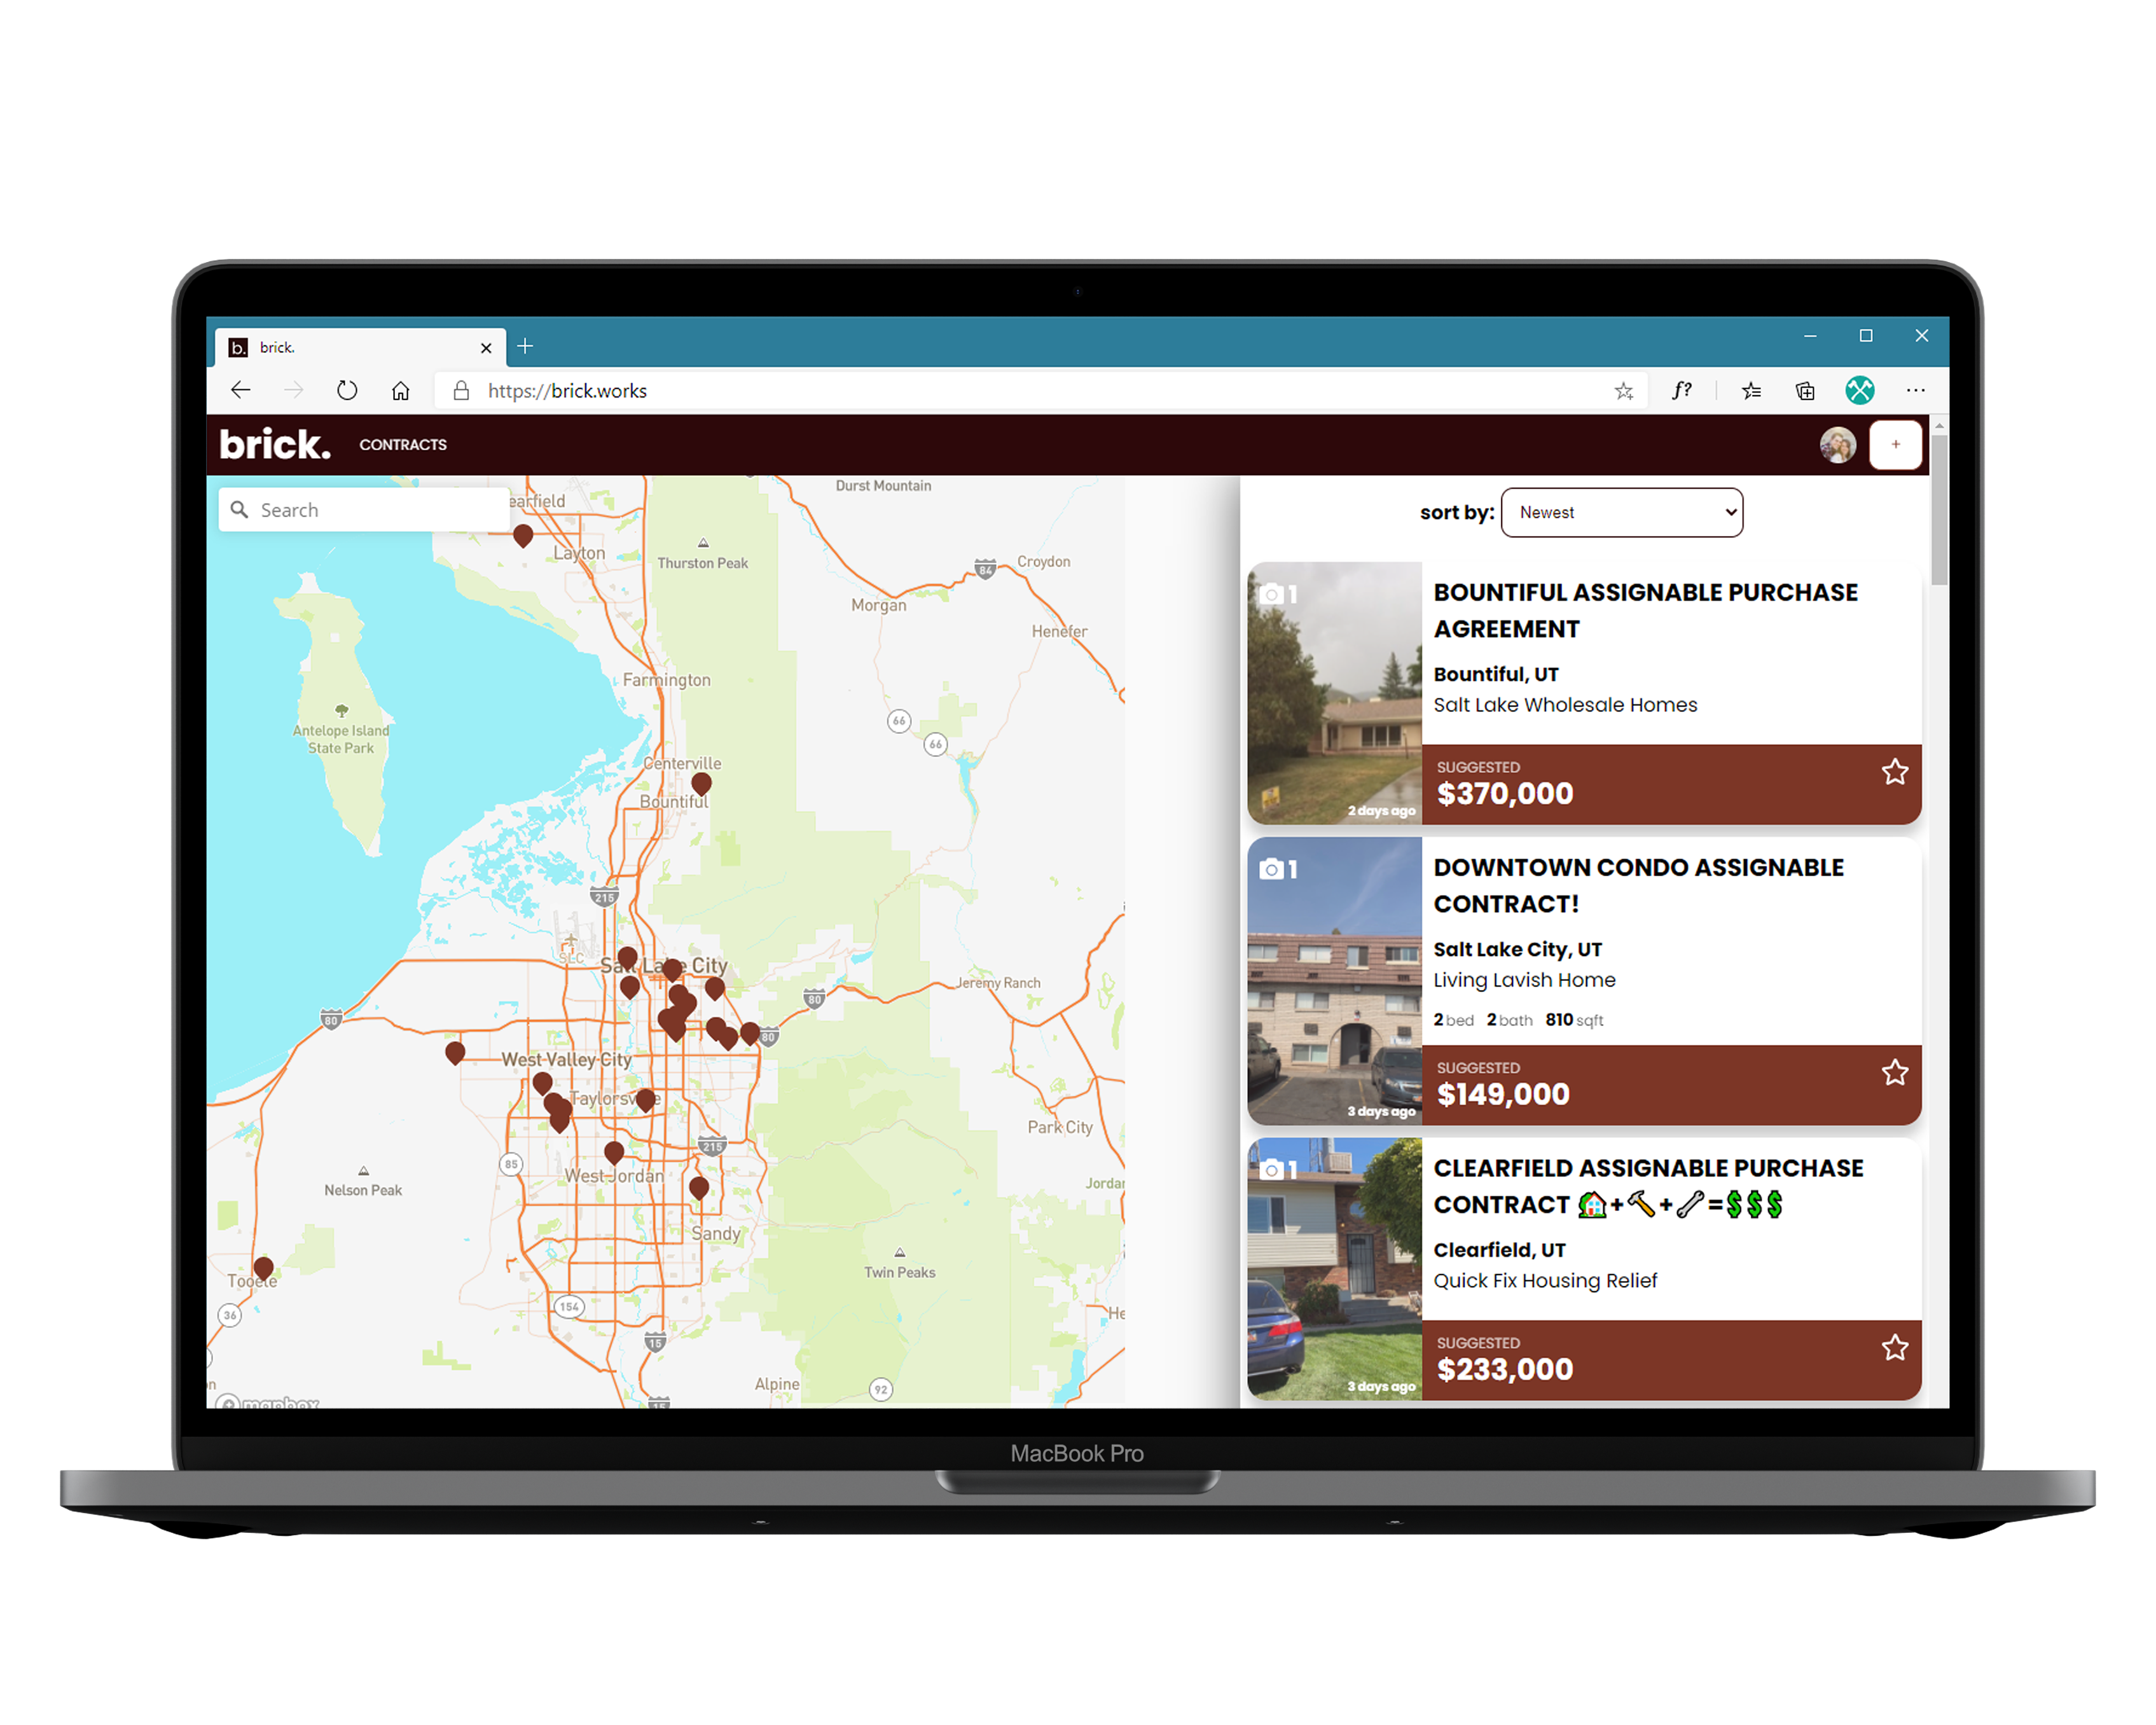 b. brick.
https://brick.works
f?
brick. CONTRACTS
+
Search
sort by: Newest
earfield
Layton
Durst Mountain
Thurston Peak
84
Croydon
Morgan
Henefer
Farmington
66
66
Antelope Island
State Park
Centerville
Bountiful
215
SLC
Salt Lake City
Jeremy Ranch
80
80
80
West Valley City
Taylorsville
Park City
215
85
West Jordan
Nelson Peak
Jordan
Sandy
Twin Peaks
Tooele
36
154
He
15
Alpine
92
15
mapbox
1
BOUNTIFUL ASSIGNABLE PURCHASE
AGREEMENT
Bountiful, UT
Salt Lake Wholesale Homes
SUGGESTED
$370,000
2 days ago
1
DOWNTOWN CONDO ASSIGNABLE
CONTRACT!
Salt Lake City, UT
Living Lavish Home
2 bed 2 bath 810 sqft
SUGGESTED
$149,000
3 days ago
1
CLEARFIELD ASSIGNABLE PURCHASE
CONTRACT 🏠+🔨+🔧=💲💲💲
Clearfield, UT
Quick Fix Housing Relief
SUGGESTED
$233,000
3 days ago
MacBook Pro